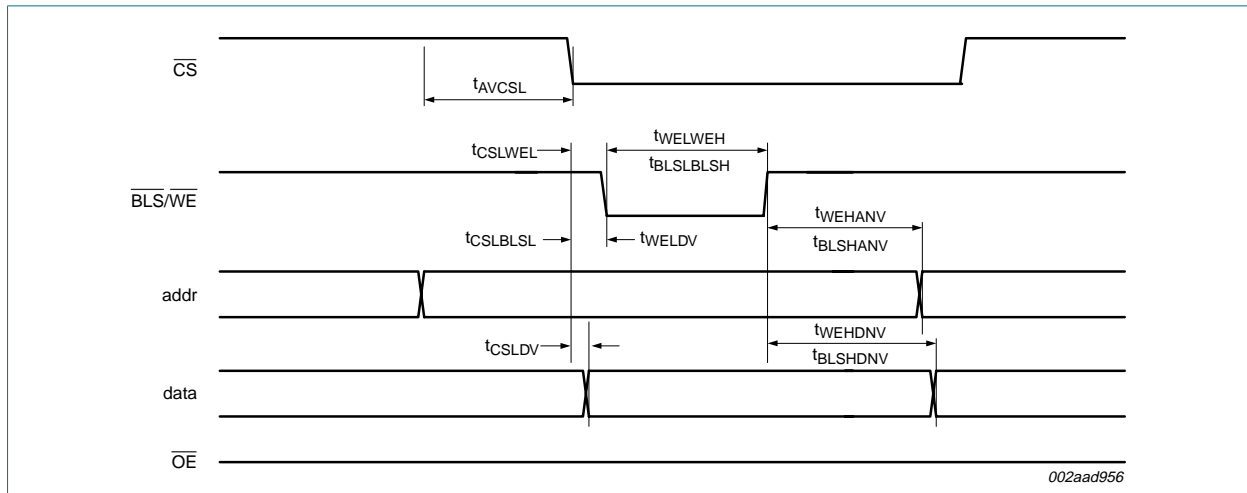 CS
tAVCSL
tCSLWEL
tWELWEH
tBLSLBLSH
BLS/WE
tCSLBLSL
tWELDV
tWEHANV
tBLSHANV
addr
tCSLDV
tWEHDNV
tBLSHDNV
data
OE
002aad956